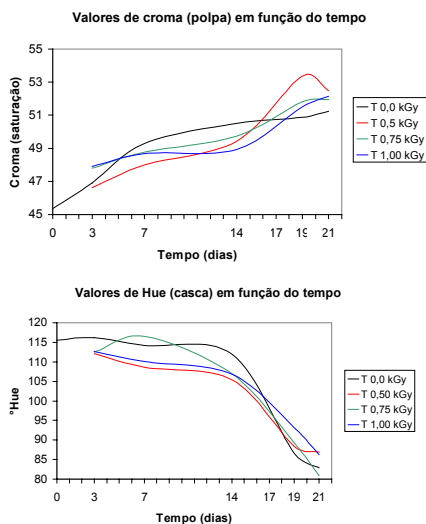 Valores de croma (polpa) em função do tempo
Croma (saturação)
55
53
51
49
47
45
0 3 7 14 17 19 21
Tempo (dias)
T 0,0 kGy
T 0,5 kGy
T 0,75 kGy
T 1,00 kGy
Valores de Hue (casca) em função do tempo
°Hue
120
115
110
105
100
95
90
85
80
0 3 7 14 17 19 21
Tempo (dias)
T 0,0 kGy
T 0,50 kGy
T 0,75 kGy
T 1,00 kGy